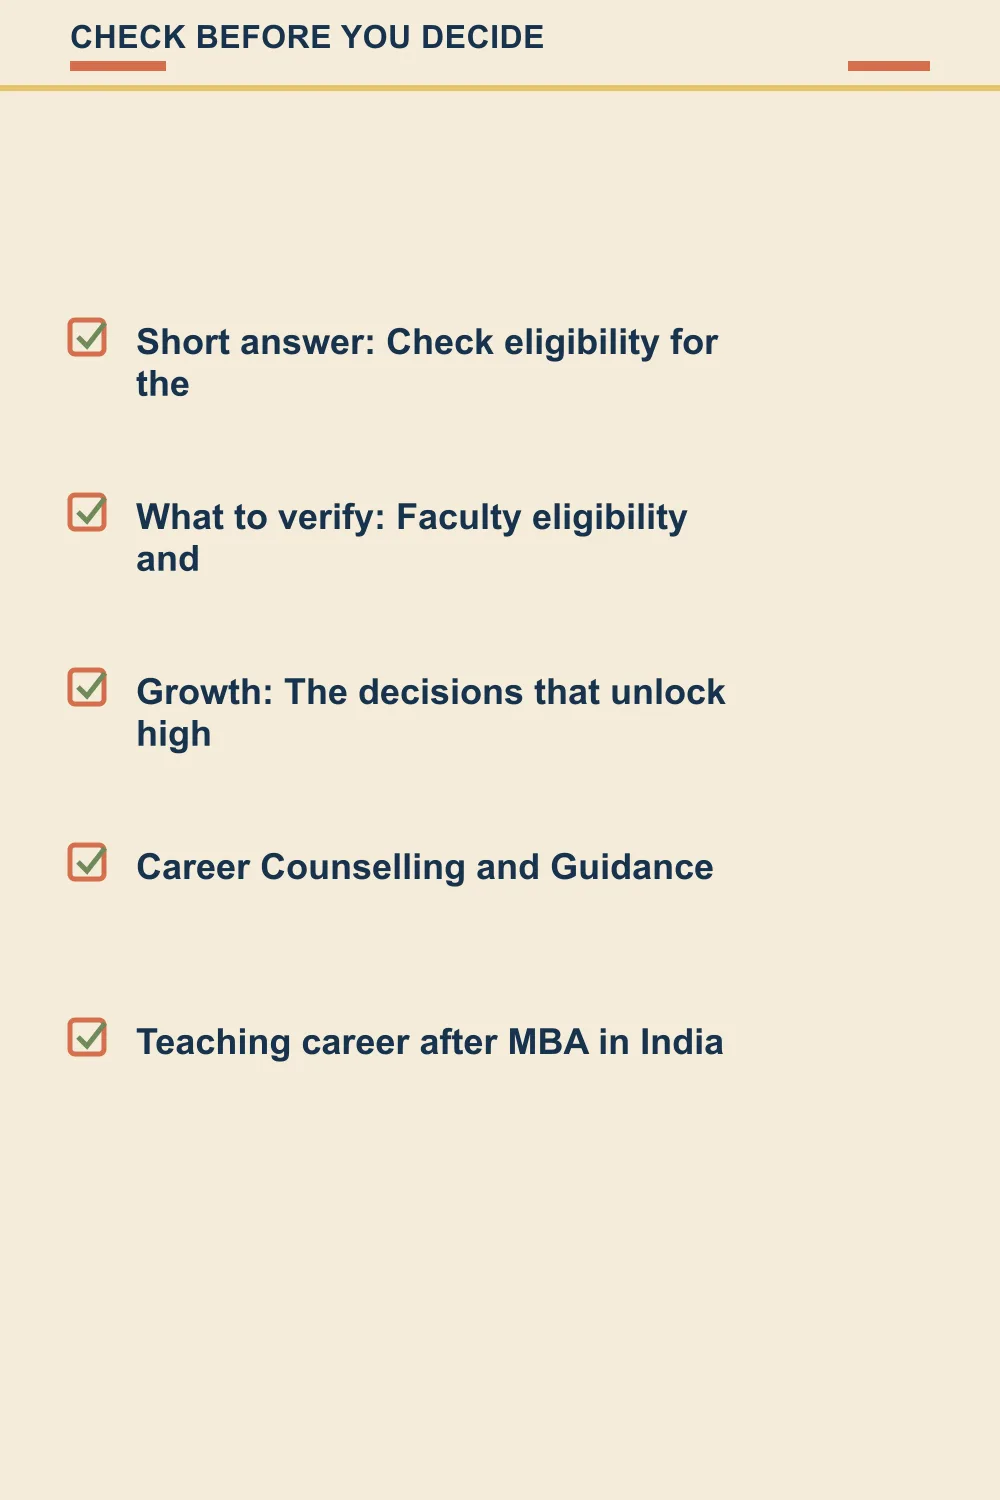 CHECK BEFORE YOU DECIDE
Short answer: Check eligibility for
the
What to verify: Faculty eligibility
and
Growth: The decisions that unlock
high
Career Counselling and Guidance
Teaching career after MBA in India